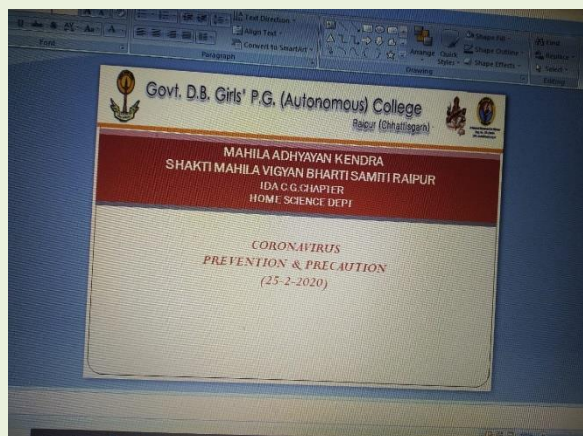 Text Direction
Align Text
Convert to SmartArt
Font
Paragraph
Arrange
Quick
Styles
Shape Fill
Shape Outline
Shape Effects
Drawing
Find
Replace
Select
Editing
Govt. D.B. Girls' P.G. (Autonomous) College
Raipur (Chhattisgarh)
MAHILA ADHYAYAN KENDRA
SHAKTI MAHILA VIGYAN BHARTI SAMITI RAIPUR
IDA C.G.CHAPTER
HOME SCIENCE DEPT
CORONAVIRUS
PREVENTION & PRECAUTION
(25-2-2020)